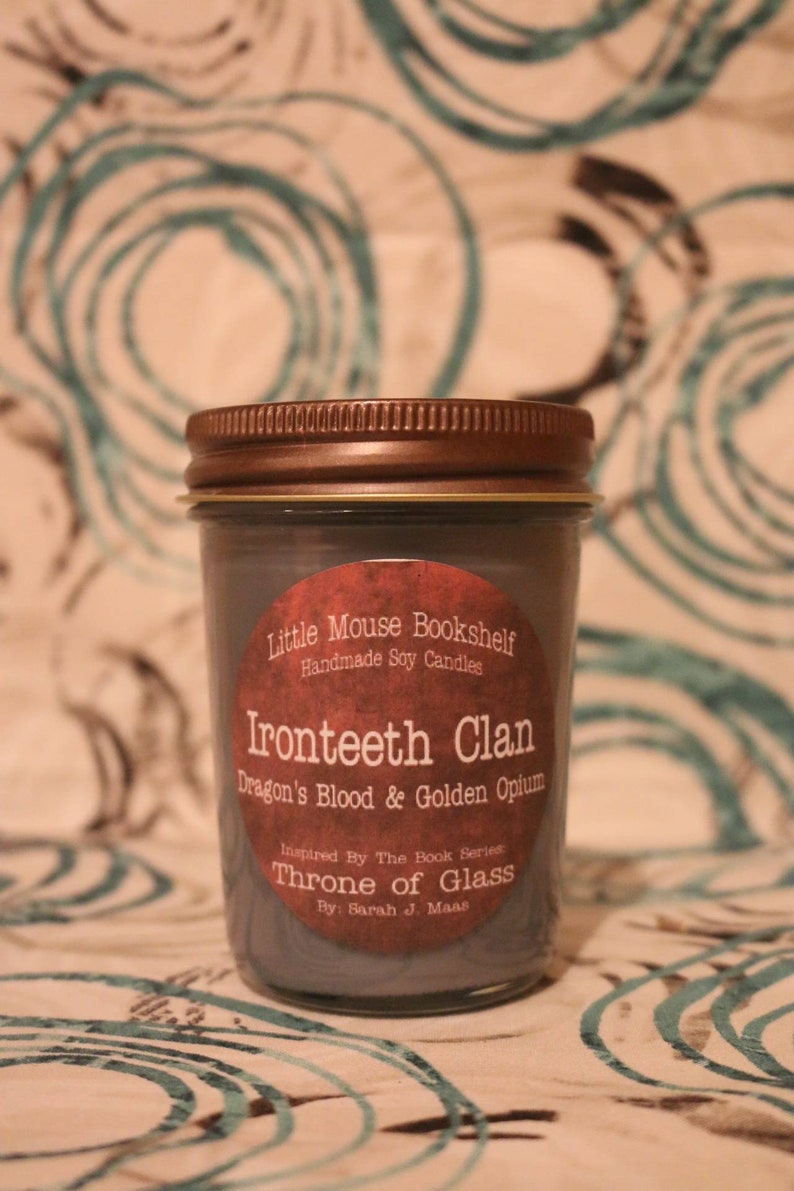 Little Mouse Bookshelf
Handmade Soy Candles
Ironteeth Clan
Dragon's Blood & Golden Opium
Inspired By The Book Series:
Throne of Glass
By: Sarah J. Maas